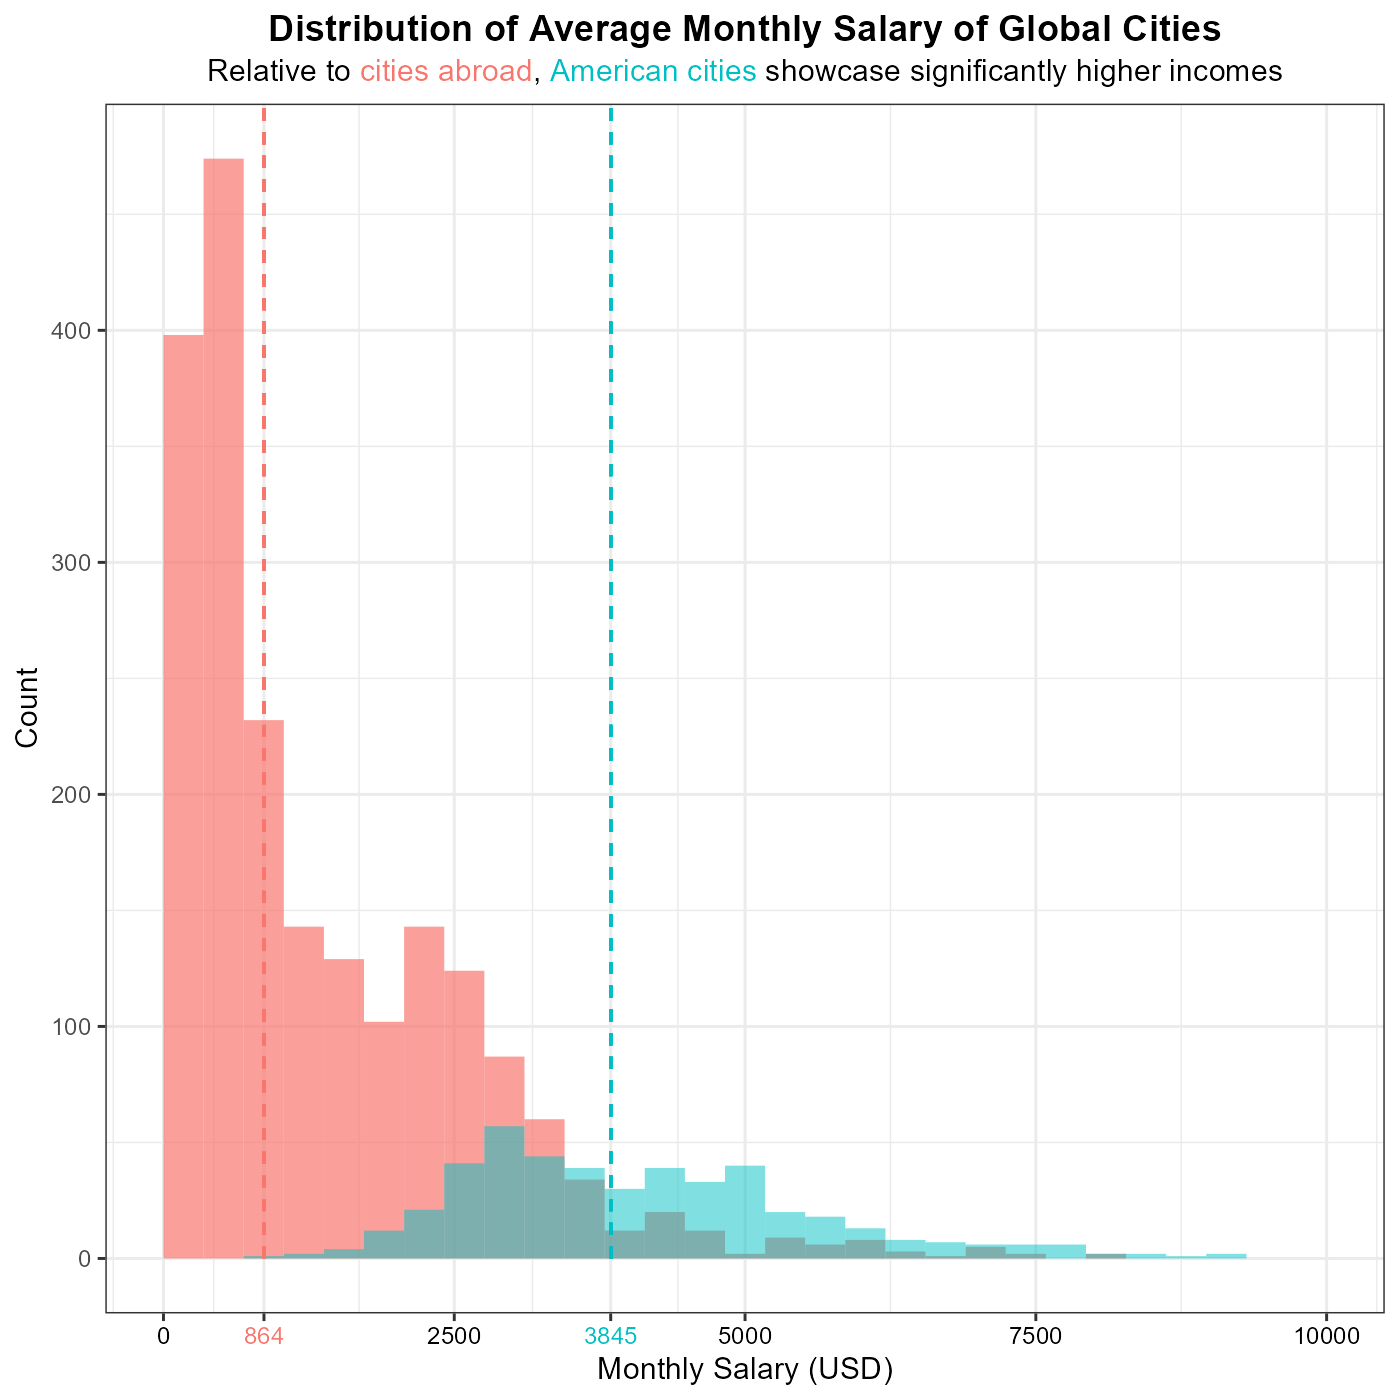 Distribution of Average Monthly Salary of Global Cities
Relative to cities abroad, American cities showcase significantly higher incomes
Count
400
300
200
100
0
0 864 2500 3845 5000 7500 10000
Monthly Salary (USD)